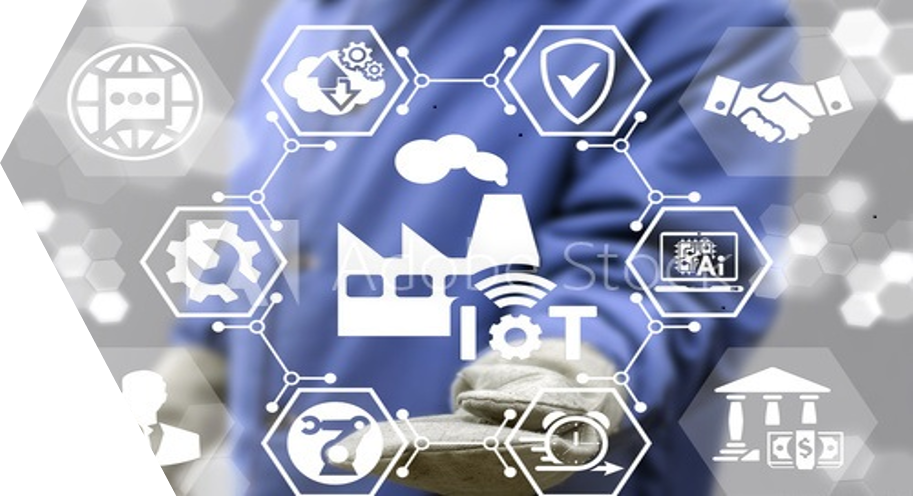 Ai
Adobe Stock
IoT
$